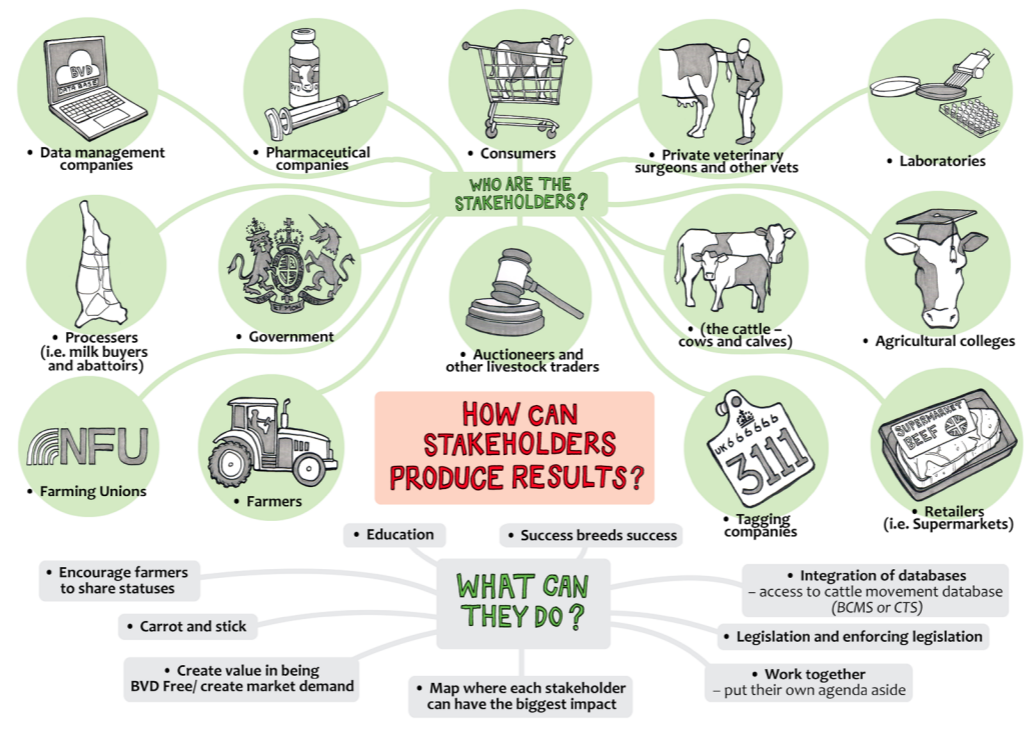 BVD
DATA BASE
• Data management
companies
BVD
• Pharmaceutical
companies
• Consumers
• Private veterinary
surgeons and other vets
• Laboratories
WHO ARE THE
STAKEHOLDERS?
• Processers
(i.e. milk buyers
and abattoirs)
• Government
• Auctioneers and
other livestock traders
• (the cattle –
cows and calves)
• Agricultural colleges
NFU
• Farming Unions
• Farmers
HOW CAN
STAKEHOLDERS
PRODUCE RESULTS?
UK 666666
3111
• Tagging
companies
SUPERMARKET
BEEF
• Retailers
(i.e. Supermarkets)
• Education
• Success breeds success
WHAT CAN
THEY DO?
• Encourage farmers
to share statuses
• Integration of databases
– access to cattle movement database
(BCMS or CTS)
• Carrot and stick
• Legislation and enforcing legislation
• Create value in being
BVD Free/ create market demand
• Map where each stakeholder
can have the biggest impact
• Work together
– put their own agenda aside